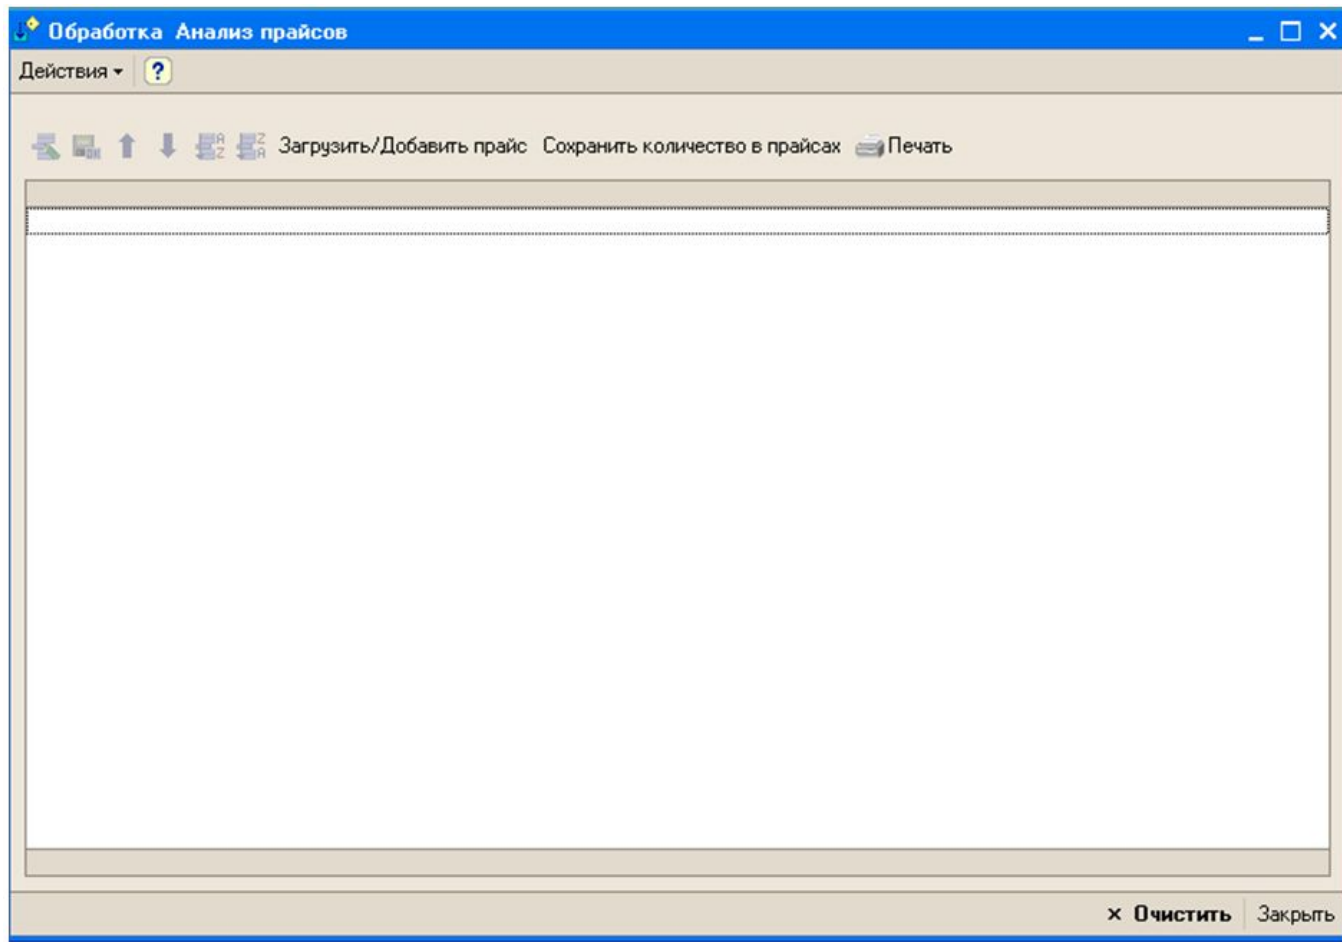 Обработка Анализ прайсов
Действия ?
Загрузить/Добавить прайс Сохранить количество в прайсах Печать
Очистить Закрыть